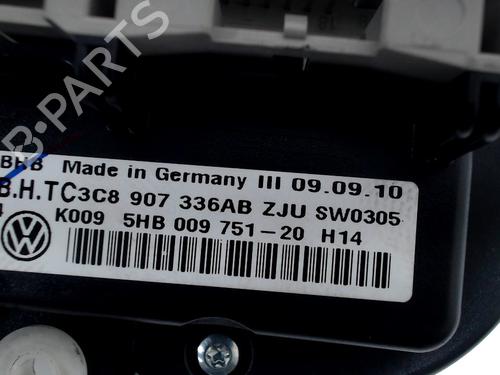 B-PARTS
BHB Made in Germany III 09.09.10
B.H.TC3C8 907 336AB ZJU SW0305
K009 5HB 009 751-20 H14